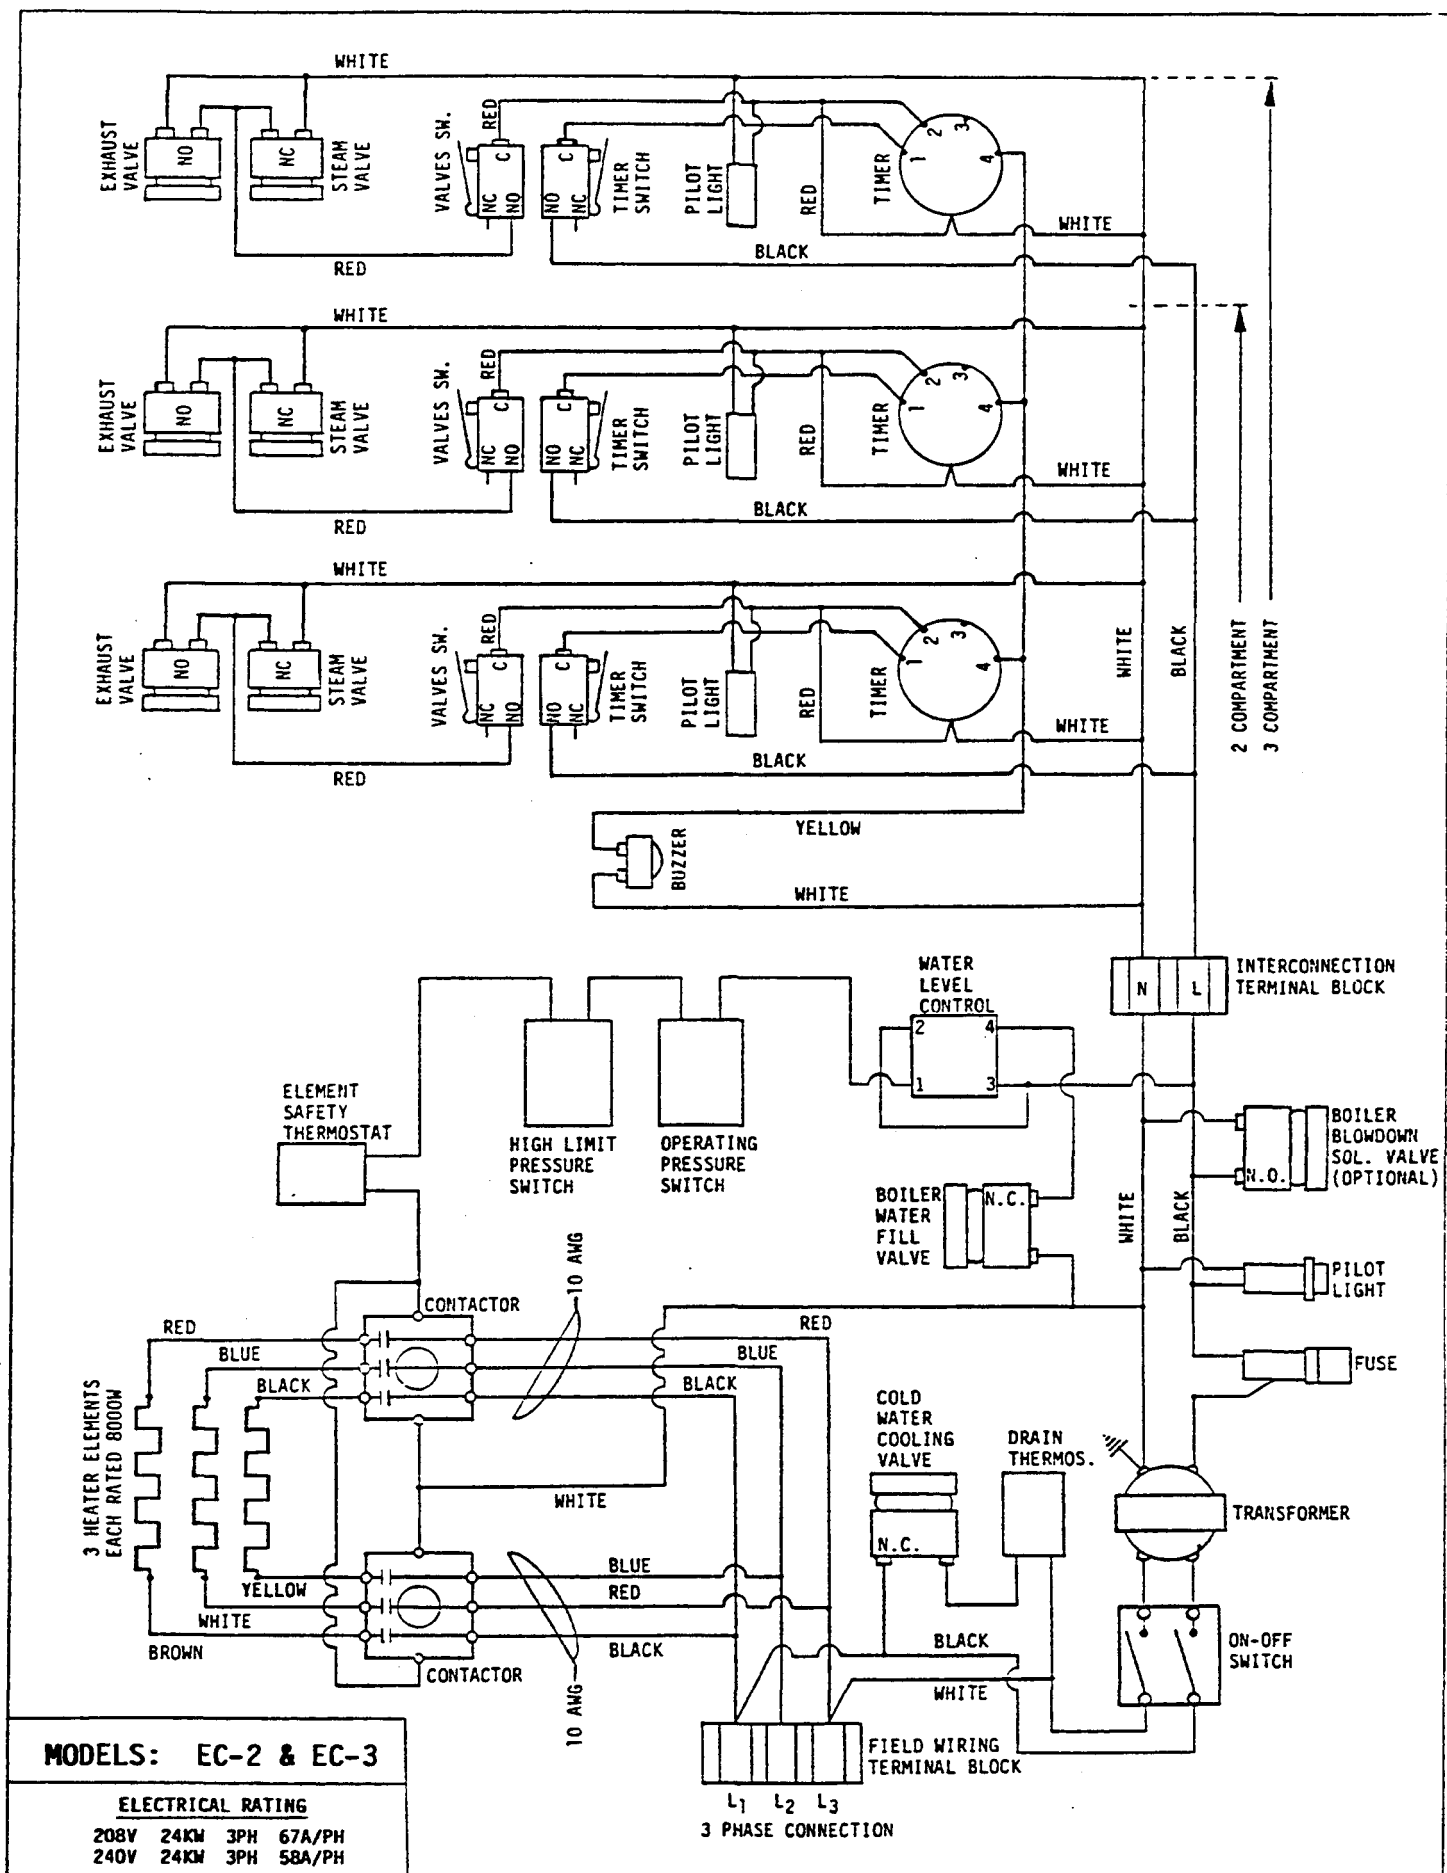 WHITE
EXHAUST
VALVE
NO
NC
STEAM
VALVE
VALVES SW.
RED
C
NC
NO
C
NO
NC
TIMER
SWITCH
PILOT
LIGHT
RED
TIMER
1
2
3
4
WHITE
BLACK
RED
WHITE
EXHAUST
VALVE
NO
NC
STEAM
VALVE
VALVES SW.
RED
C
NC
NO
C
NO
NC
TIMER
SWITCH
PILOT
LIGHT
RED
TIMER
1
2
3
4
WHITE
BLACK
RED
WHITE
EXHAUST
VALVE
NO
NC
STEAM
VALVE
VALVES SW.
RED
C
NC
NO
C
NO
NC
TIMER
SWITCH
PILOT
LIGHT
RED
TIMER
1
2
3
4
WHITE
BLACK
RED
WHITE
BLACK
2 COMPARTMENT
3 COMPARTMENT
YELLOW
BUZZER
WHITE
INTERCONNECTION
TERMINAL BLOCK
N
L
WATER
LEVEL
CONTROL
2
4
1
3
ELEMENT
SAFETY
THERMOSTAT
HIGH LIMIT
PRESSURE
SWITCH
OPERATING
PRESSURE
SWITCH
BOILER
BLOWDOWN
SOL. VALVE
(OPTIONAL)
N.O.
BOILER
WATER
FILL
VALVE
N.C.
WHITE
BLACK
PILOT
LIGHT
FUSE
CONTACTOR
10 AWG
RED
BLUE
BLACK
RED
BLUE
BLACK
3 HEATER ELEMENTS
EACH RATED 8000W
WHITE
COLD
WATER
COOLING
VALVE
N.C.
DRAIN
THERMOS.
TRANSFORMER
YELLOW
WHITE
BROWN
BLUE
RED
BLACK
CONTACTOR
10 AWG
BLACK
WHITE
ON-OFF
SWITCH
FIELD WIRING
TERMINAL BLOCK
L1 L2 L3
3 PHASE CONNECTION
MODELS: EC-2 & EC-3
ELECTRICAL RATING
208V 24KW 3PH 67A/PH
240V 24KW 3PH 58A/PH